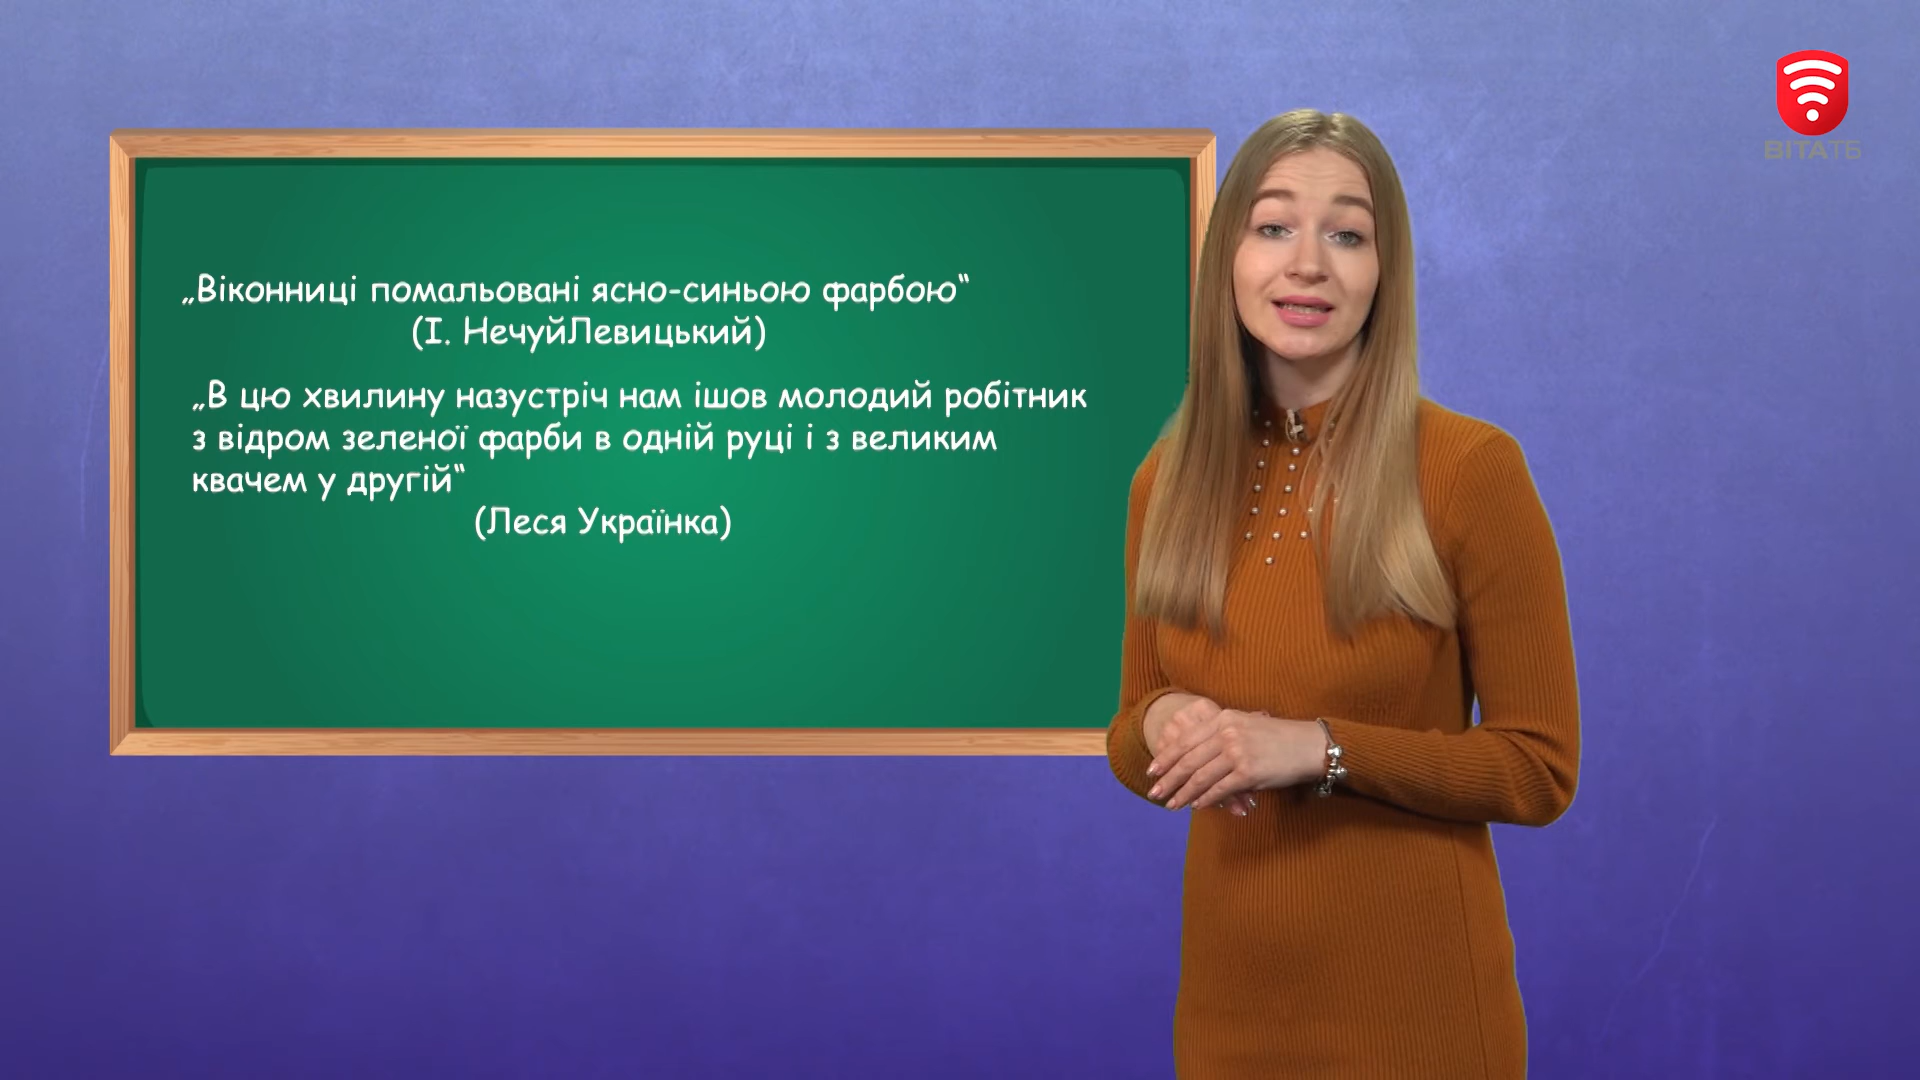 „Віконниці помальовані ясно-синьою фарбою“
(І. НечуйЛевицький)
„В цю хвилину назустріч нам ішов молодий робітник
з відром зеленої фарби в одній руці і з великим
квачем у другій“
(Леся Українка)
ВІТАТБ